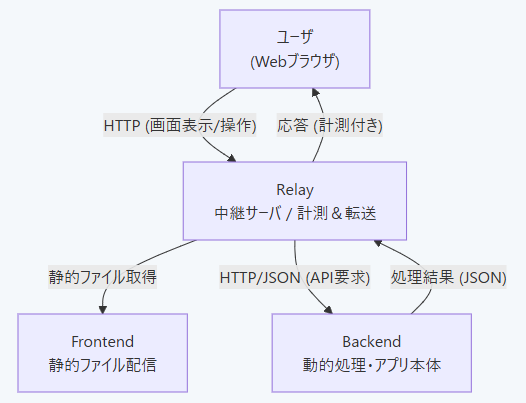 ユーザ
(Webブラウザ)
HTTP (画面表示/操作)
応答 (計測付き)
Relay
中継サーバ / 計測 & 転送
静的ファイル取得
HTTP/JSON (API要求)
処理結果 (JSON)
Frontend
静的ファイル配信
Backend
動的処理・アプリ本体